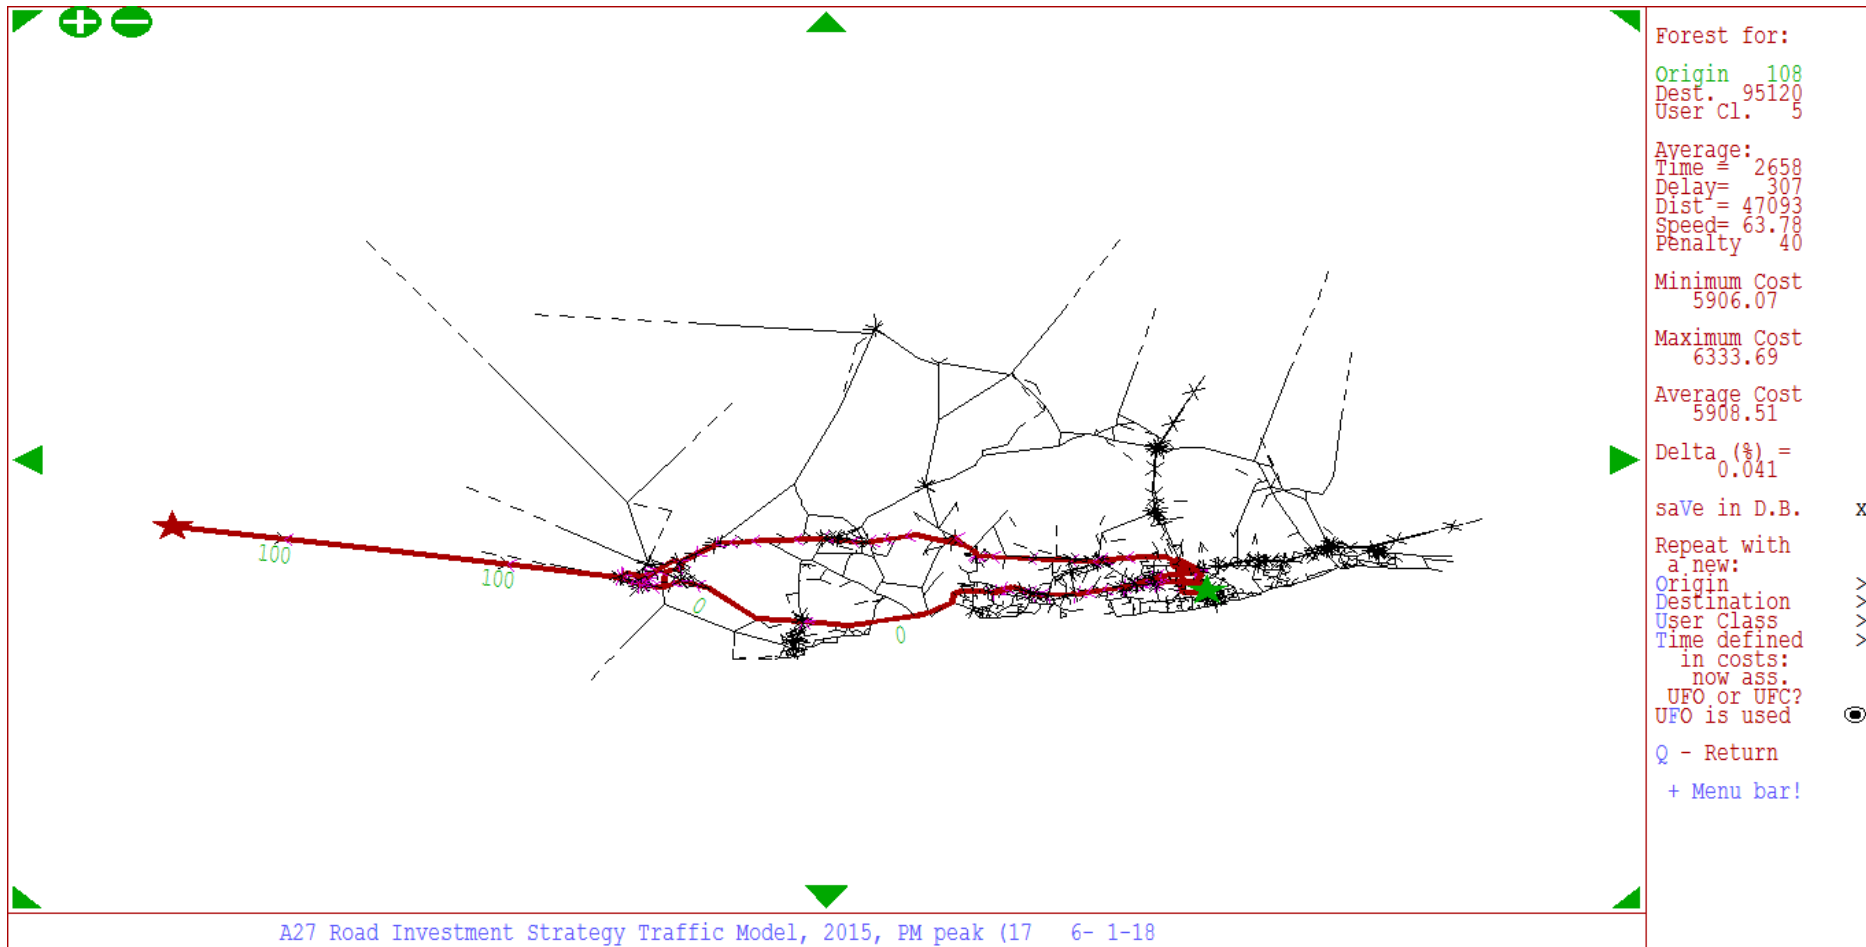 Forest for:
Origin 108
Dest. 95120
User Cl. 5
Average:
Time = 2658
Delay= 307
Dist = 47093
Speed= 63.78
Penalty 40
Minimum Cost
5906.07
Maximum Cost
6333.69
Average Cost
5908.51
Delta (%) =
0.041
saVe in D.B. x
Repeat with
a new:
Origin >
Destination >
User Class >
Time defined >
in costs:
now ass.
UFO or UFC?
UFO is used
Q - Return
+ Menu bar!
100
100
0
0
A27 Road Investment Strategy Traffic Model, 2015, PM peak (17 6- 1-18